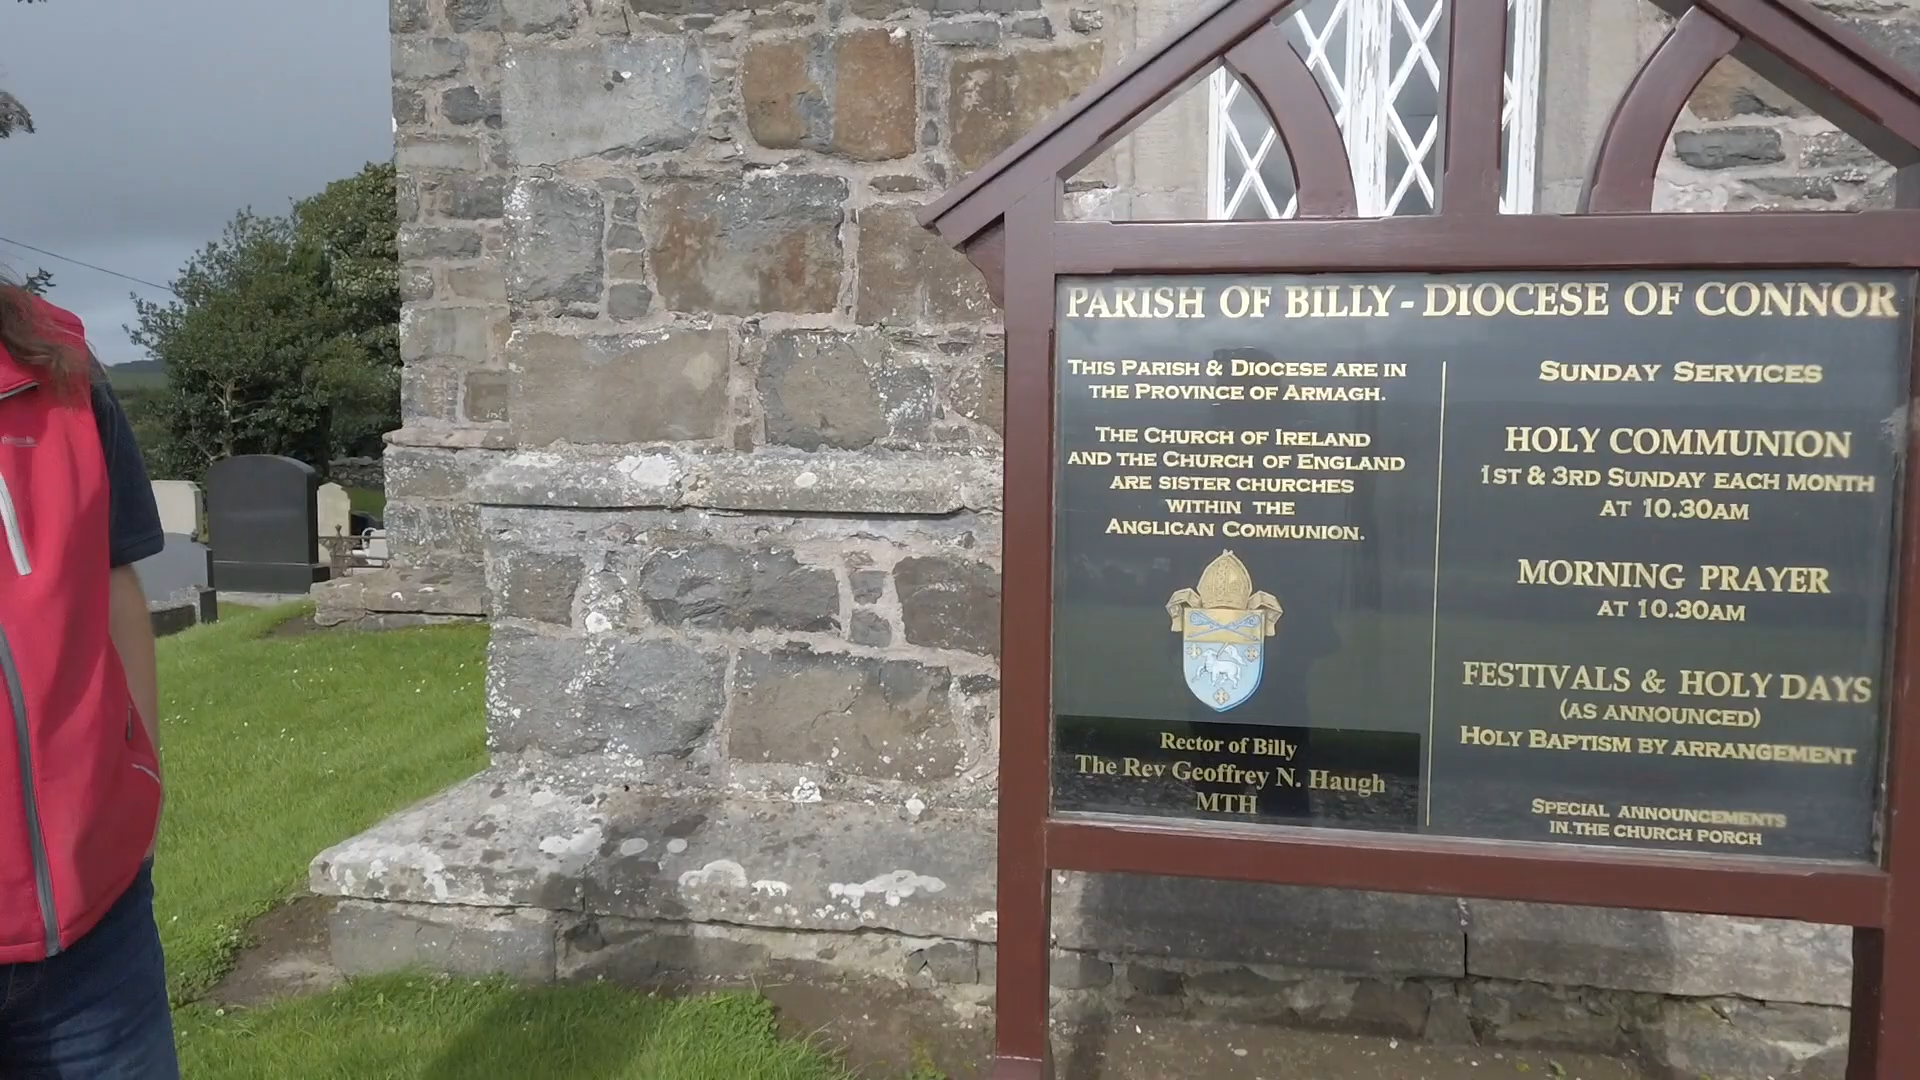 PARISH OF BILLY - DIOCESE OF CONNOR
THIS PARISH & DIOCESE ARE IN
THE PROVINCE OF ARMAGH.
THE CHURCH OF IRELAND
AND THE CHURCH OF ENGLAND
ARE SISTER CHURCHES
WITHIN THE
ANGLICAN COMMUNION.
Rector of Billy
The Rev Geoffrey N. Haugh
MTH
SUNDAY SERVICES
HOLY COMMUNION
1ST & 3RD SUNDAY EACH MONTH
AT 10.30AM
MORNING PRAYER
AT 10.30AM
FESTIVALS & HOLY DAYS
(AS ANNOUNCED)
HOLY BAPTISM BY ARRANGEMENT
SPECIAL ANNOUNCEMENTS
IN THE CHURCH PORCH